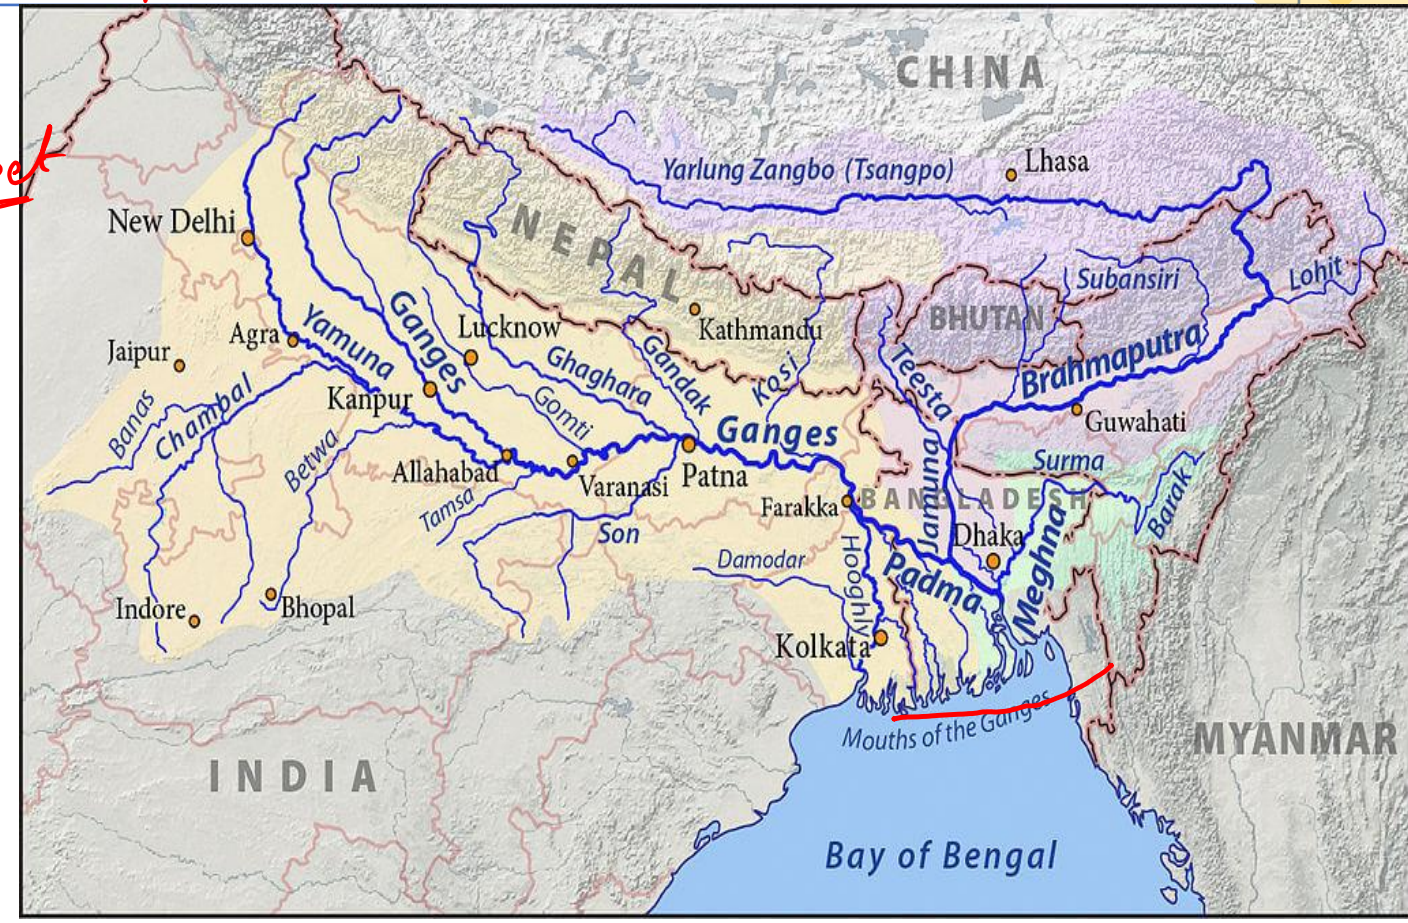 CHINA
Yarlung Zangbo (Tsangpo)
Lhasa
New Delhi
NEPAL
Subansiri
Lohit
Agra
Yamuna
Ganges
Lucknow
Kathmandu
BHUTAN
Jaipur
Ghaghara
Gandak
Kosi
Teesta
Brahmaputra
Banas
Chambal
Kanpur
Gomti
Ganges
Guwahati
Betwa
Allahabad
Varanasi
Patna
Jamuna
Surma
Tamsa
Son
Farakka
BANGLADESH
Barak
Dhaka
Damodar
Hooghly
Padma
Meghna
Indore
Bhopal
Kolkata
Mouths of the Ganges
INDIA
MYANMAR
Bay of Bengal